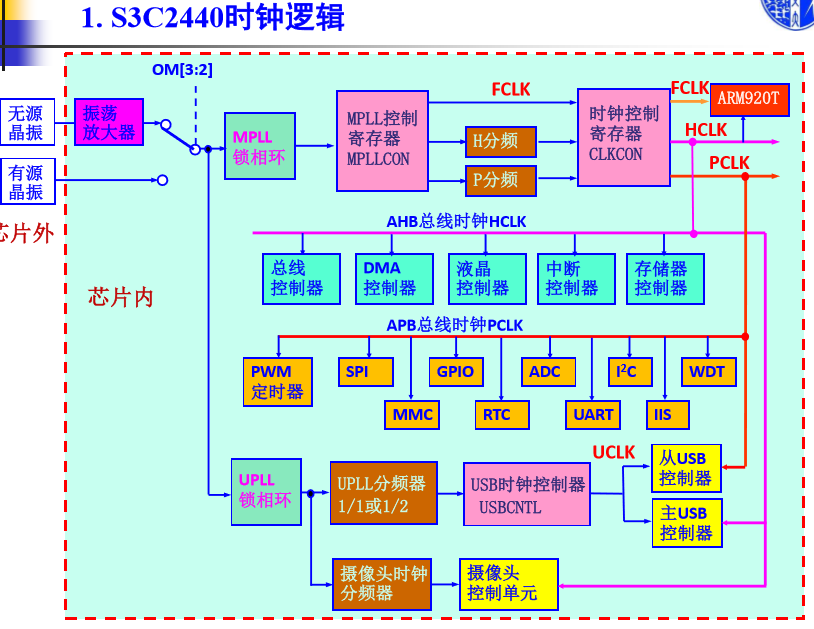 1. S3C2440时钟逻辑
OM[3:2]
无源
晶振
有源
晶振
芯片外
芯片内
振荡
放大器
MPLL
锁相环
MPLL控制
寄存器
MPLLCON
FCLK
H分频
P分频
时钟控制
寄存器
CLKCON
FCLK
ARM920T
HCLK
PCLK
AHB总线时钟HCLK
总线
控制器
DMA
控制器
液晶
控制器
中断
控制器
存储器
控制器
APB总线时钟PCLK
PWM
定时器
SPI
GPIO
ADC
I²C
WDT
MMC
RTC
UART
IIS
UPLL
锁相环
UPLL分频器
1/1或1/2
USB时钟控制器
USBCNTL
UCLK
从USB
控制器
主USB
控制器
摄像头时钟
分频器
摄像头
控制单元